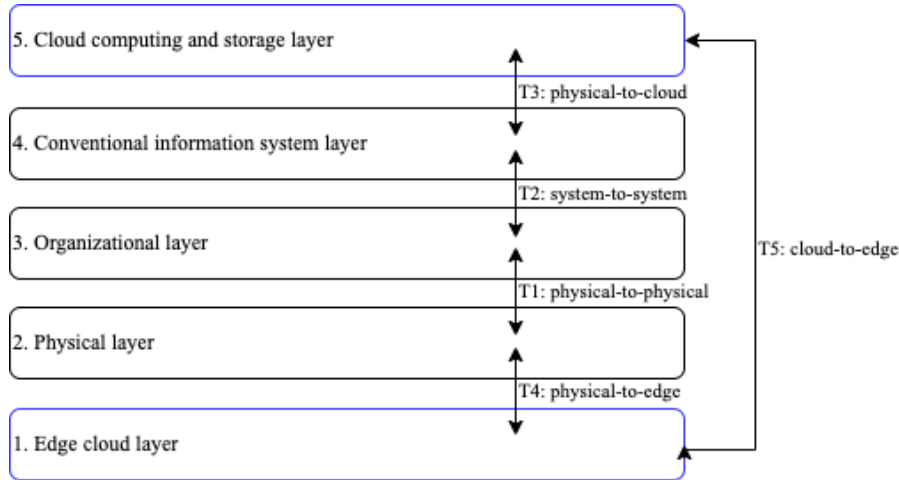 5. Cloud computing and storage layer
T3: physical-to-cloud
4. Conventional information system layer
T2: system-to-system
3. Organizational layer
T5: cloud-to-edge
T1: physical-to-physical
2. Physical layer
T4: physical-to-edge
1. Edge cloud layer